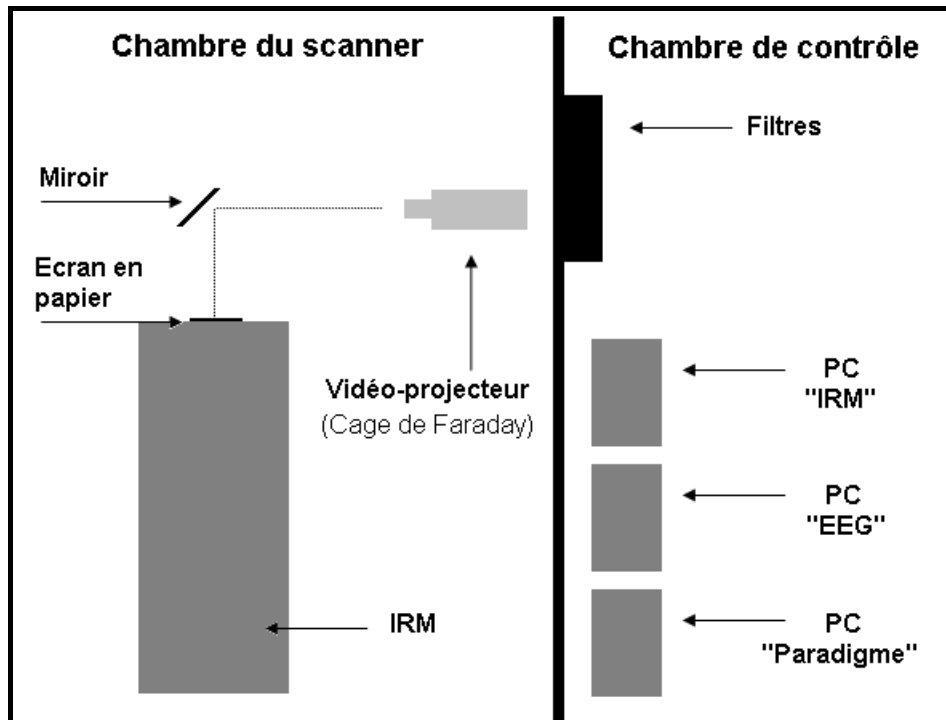 Chambre du scanner
Chambre de contrôle
Filtres
Miroir
Ecran en
papier
Vidéo-projecteur
(Cage de Faraday)
IRM
PC
"IRM"
PC
"EEG"
PC
"Paradigme"